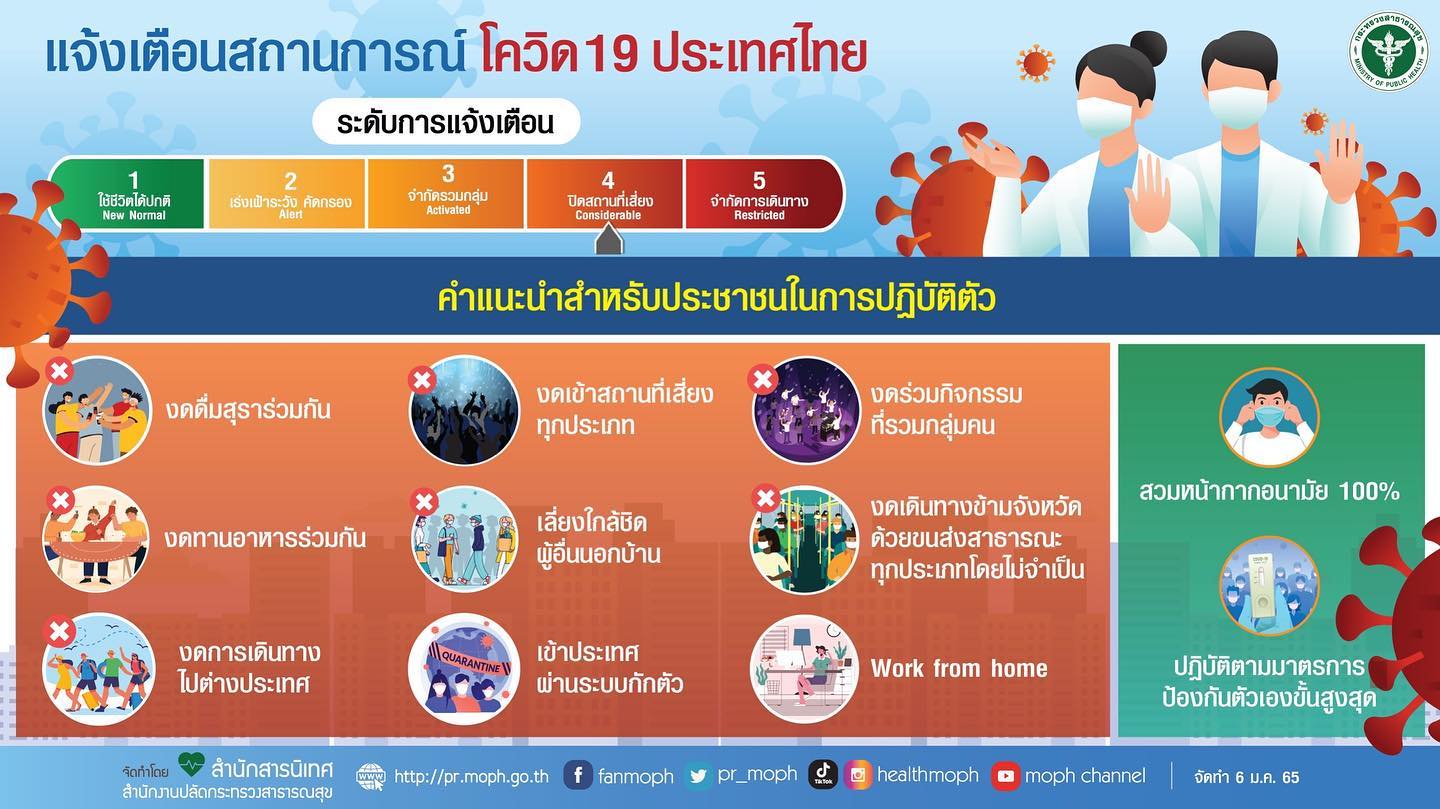 แจ้งเตือนสถานการณ์ โควิด19 ประเทศไทย
กระทรวงสาธารณสุข
MINISTRY OF PUBLIC HEALTH
ระดับการแจ้งเตือน
1
ใช้ชีวิตได้ปกติ
New Normal
2
เร่งเฝ้าระวัง คัดกรอง
Alert
3
จำกัดรวมกลุ่ม
Activated
4
ปิดสถานที่เสี่ยง
Considerable
5
จำกัดการเดินทาง
Restricted
คำแนะนำสำหรับประชาชนในการปฏิบัติตัว
งดดื่มสุราร่วมกัน
งดเข้าสถานที่เสี่ยง
ทุกประเภท
งดร่วมกิจกรรม
ที่รวมกลุ่มคน
งดทานอาหารร่วมกัน
เลี่ยงใกล้ชิด
ผู้อื่นนอกบ้าน
งดเดินทางข้ามจังหวัด
ด้วยขนส่งสาธารณะ
ทุกประเภทโดยไม่จำเป็น
งดการเดินทาง
ไปต่างประเทศ
QUARANTINE
เข้าประเทศ
ผ่านระบบกักตัว
Work from home
สวมหน้ากากอนามัย 100%
COVID-19
ปฏิบัติตามมาตรการ
ป้องกันตัวเองขั้นสูงสุด
จัดทำโดย สำนักสารนิเทศ
สำนักงานปลัดกระทรวงสาธารณสุข
www http://pr.moph.go.th fanmoph pr_moph TikTok healthmoph moph channel จัดทำ 6 ม.ค. 65